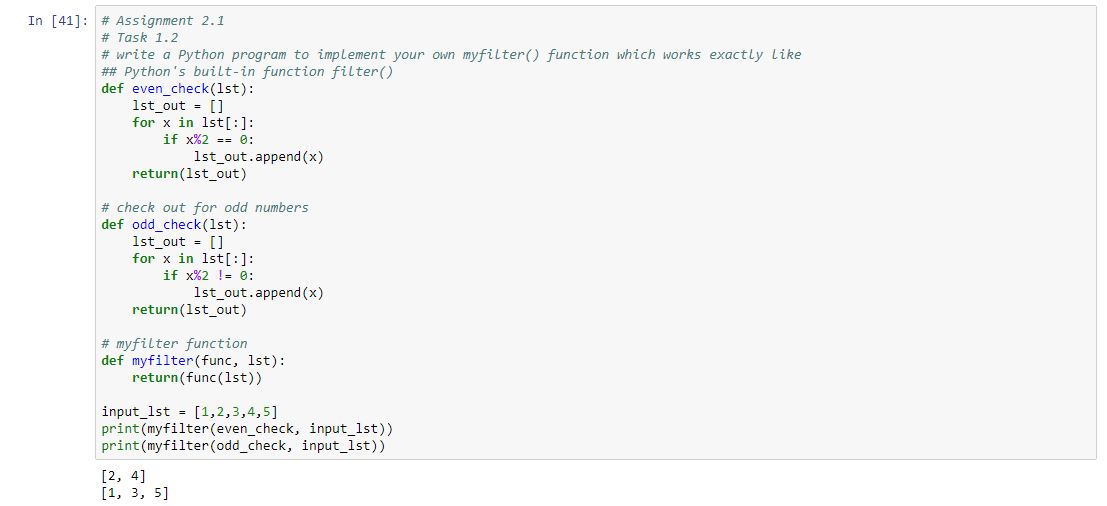 In [41]: # Assignment 2.1
# Task 1.2
# write a Python program to implement your own myfilter() function which works exactly like
## Python's built-in function filter()
def even_check(lst):
    lst_out = []
    for x in lst[:]:
        if x%2 == 0:
            lst_out.append(x)
    return(lst_out)

# check out for odd numbers
def odd_check(lst):
    lst_out = []
    for x in lst[:]:
        if x%2 != 0:
            lst_out.append(x)
    return(lst_out)

# myfilter function
def myfilter(func, lst):
    return(func(lst))

input_lst = [1,2,3,4,5]
print(myfilter(even_check, input_lst))
print(myfilter(odd_check, input_lst))
[2, 4]
[1, 3, 5]